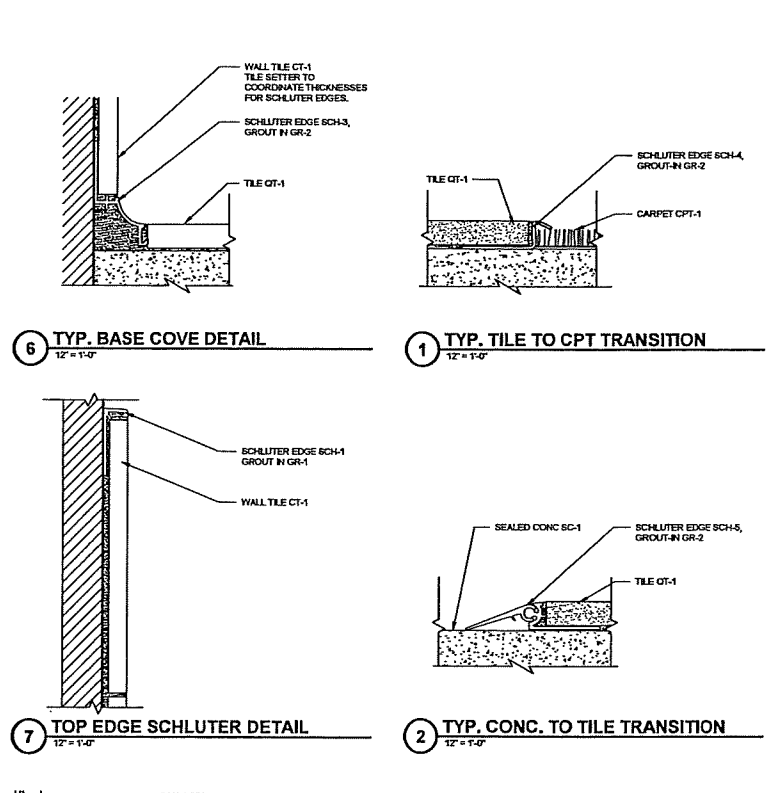 WALL TILE CT-1
TILE SETTER TO
COORDINATE THICKNESSES
FOR SCHLUTER EDGES.
SCHLUTER EDGE SCH-3,
GROUT IN GR-2
TILE QT-1
6
TYP. BASE COVE DETAIL
12" = 1'-0"
TILE QT-1
SCHLUTER EDGE SCH-4,
GROUT-IN GR-2
CARPET CPT-1
1
TYP. TILE TO CPT TRANSITION
12" = 1'-0"
SCHLUTER EDGE SCH-1
GROUT IN GR-1
WALL TILE CT-1
7
TOP EDGE SCHLUTER DETAIL
12" = 1'-0"
SEALED CONC SC-1
SCHLUTER EDGE SCH-5,
GROUT-IN GR-2
TILE QT-1
2
TYP. CONC. TO TILE TRANSITION
12" = 1'-0"